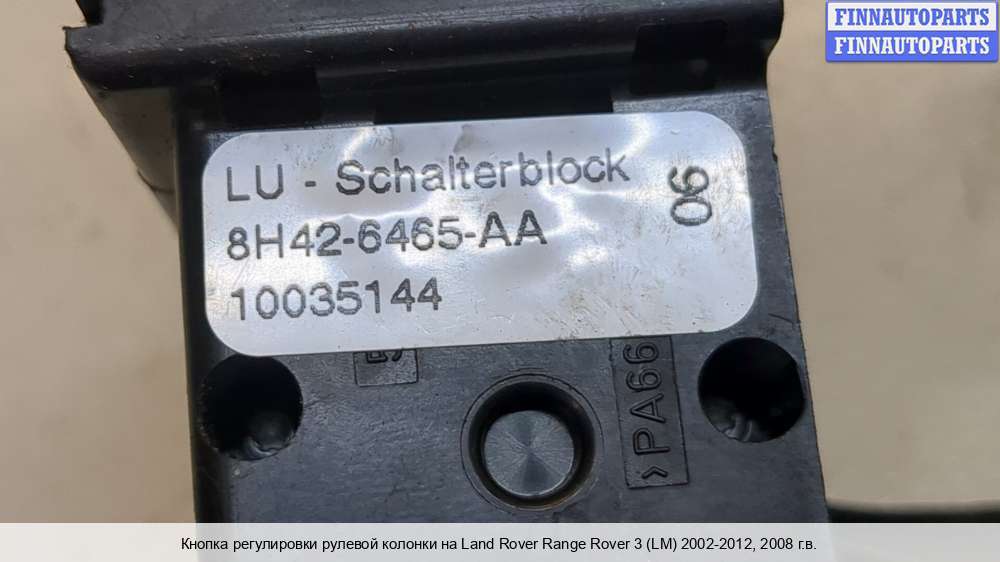 FINNAUTOPARTS
FINNAUTOPARTS
LU - Schalterblock
8H42-6465-AA
10035144
06
>PA66
Кнопка регулировки рулевой колонки на Land Rover Range Rover 3 (LM) 2002-2012, 2008 г.в.